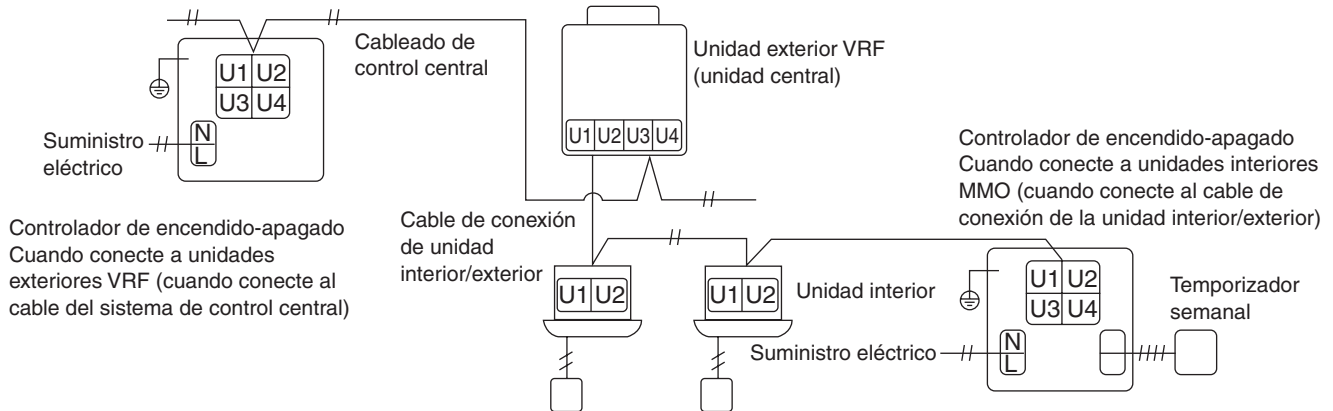 Cableado de
control central
U1 U2
U3 U4
N
L
Suministro
eléctrico
Controlador de encendido-apagado
Cuando conecte a unidades
exteriores VRF (cuando conecte al
cable del sistema de control central)
Unidad exterior VRF
(unidad central)
U1 U2 U3 U4
Cable de conexión
de unidad
interior/exterior
U1 U2
U1 U2
Unidad interior
Controlador de encendido-apagado
Cuando conecte a unidades interiores
MMO (cuando conecte al cable de
conexión de la unidad interior/exterior)
U1 U2
U3 U4
N
L
Suministro eléctrico
Temporizador
semanal